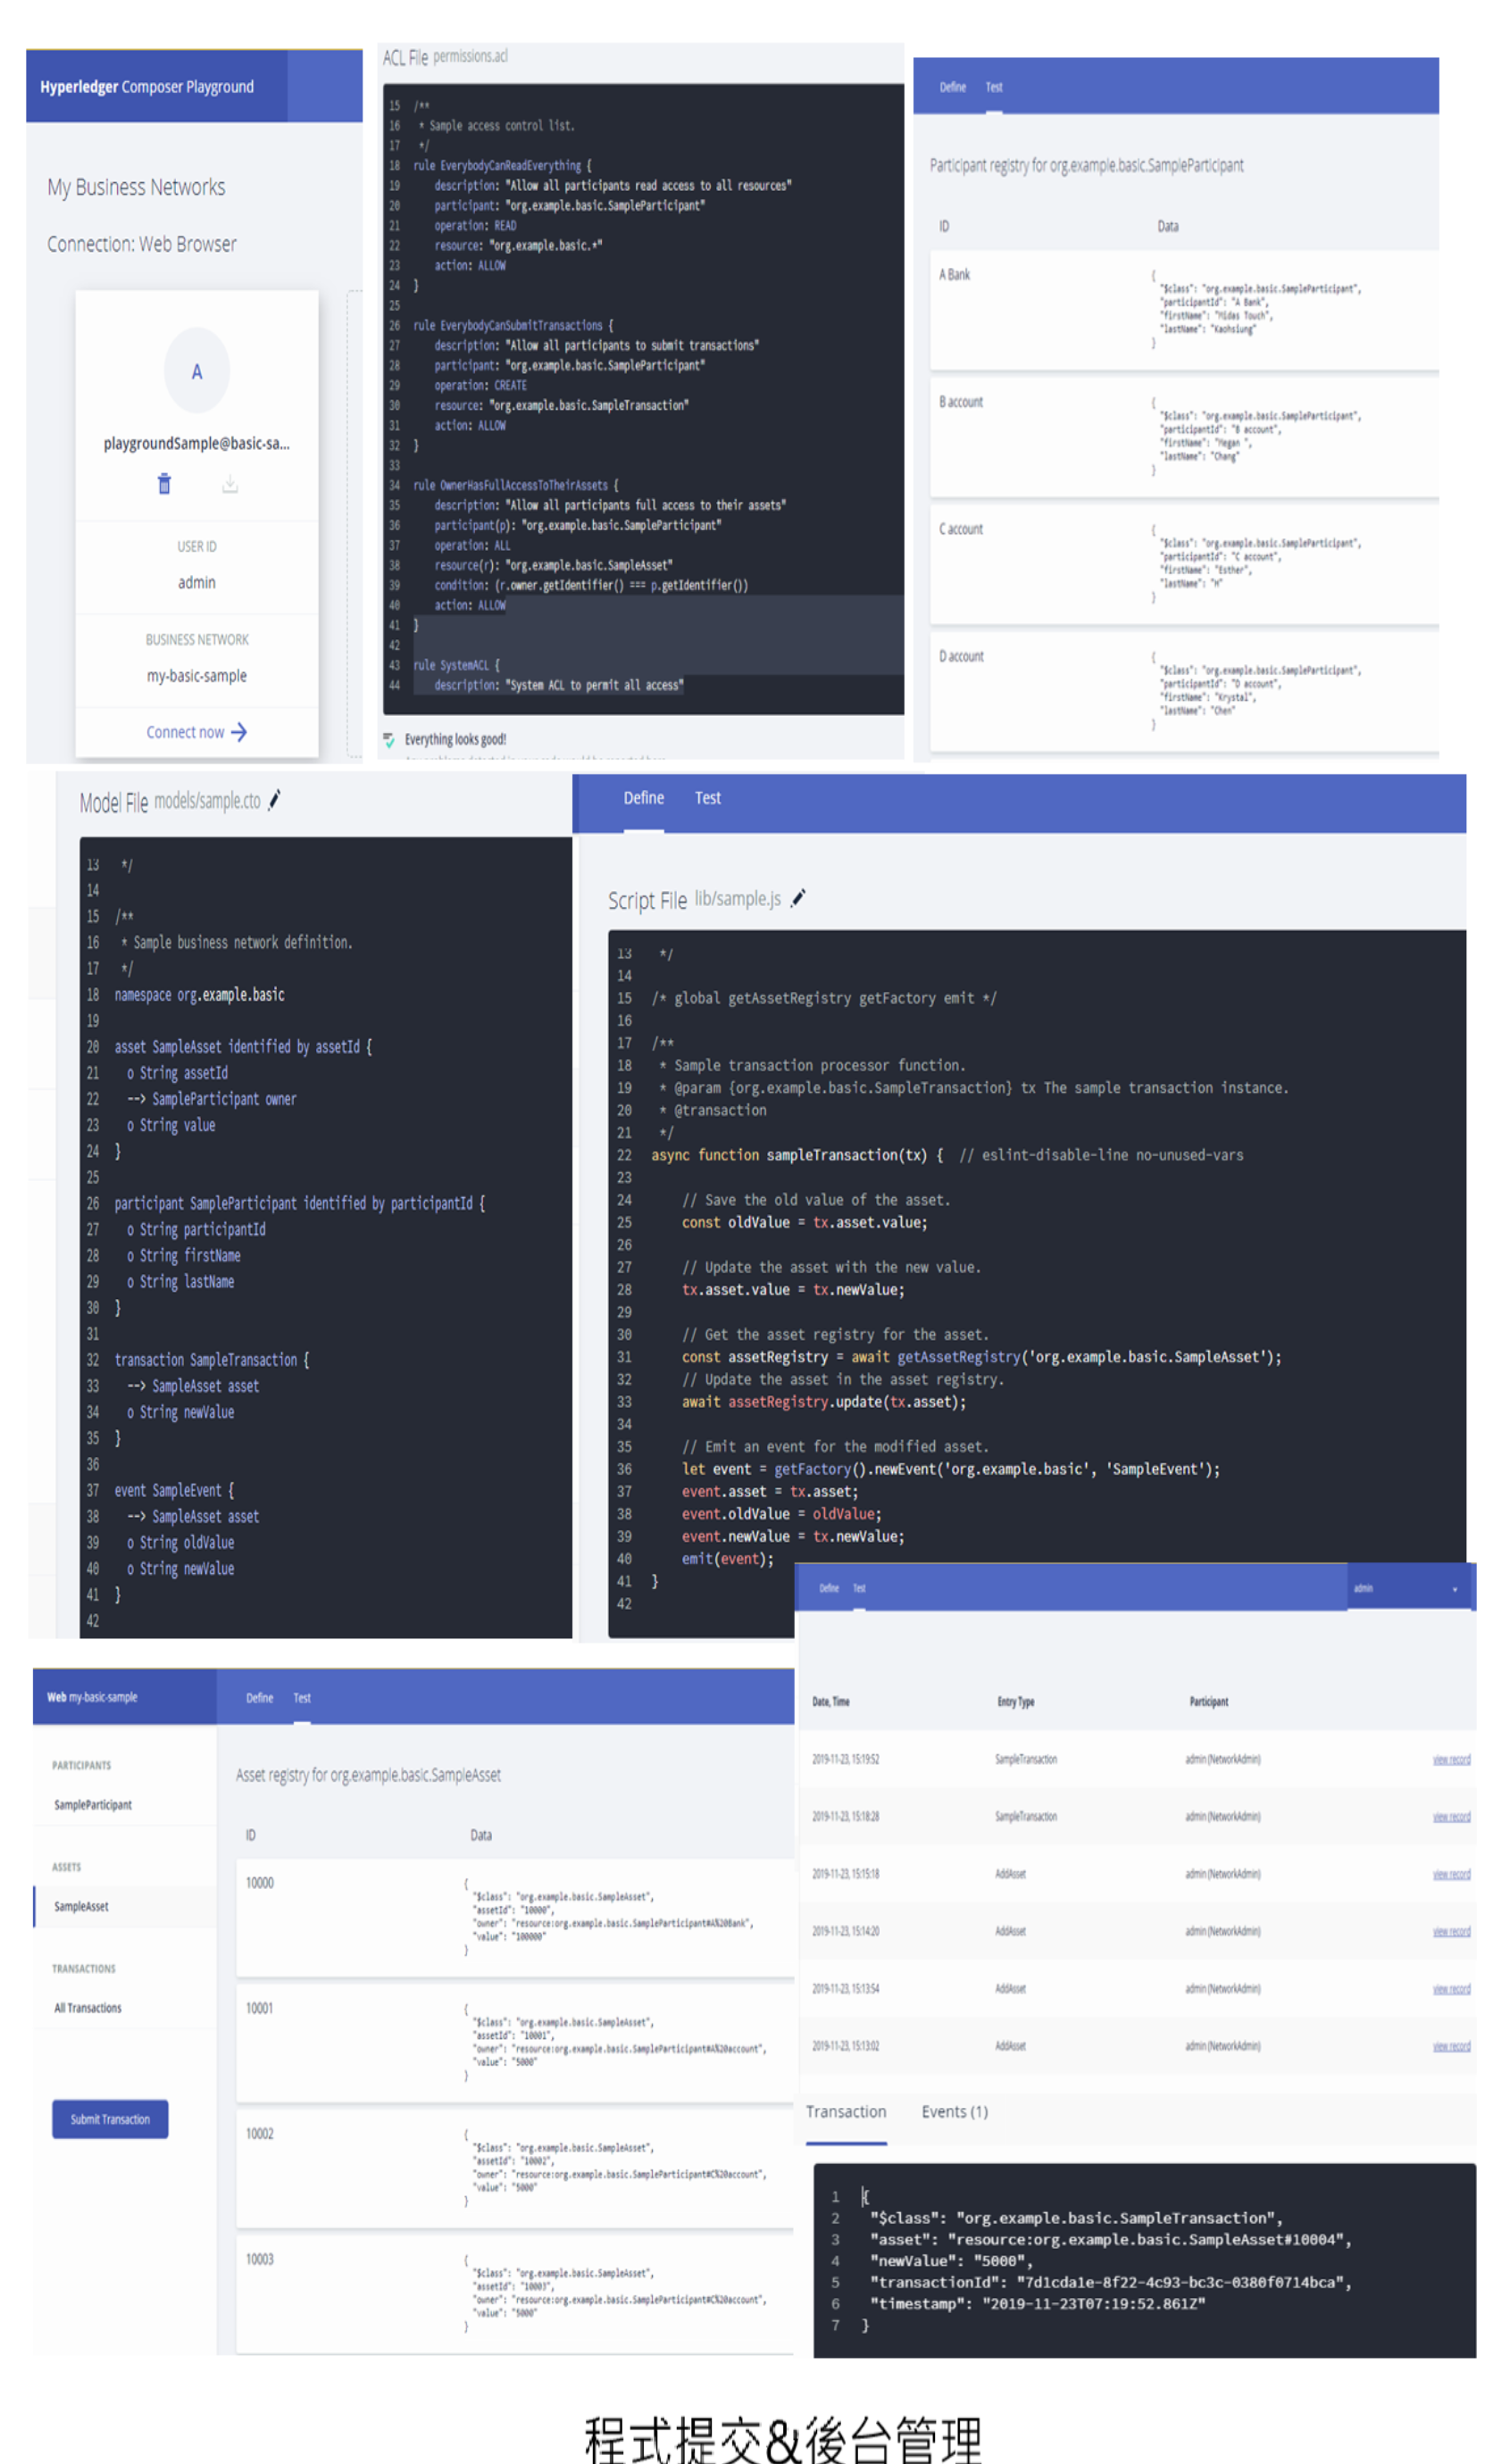 Hyperledger Composer Playground
My Business Networks
Connection: Web Browser
A
playgroundSample@basic-sa...
USER ID
admin
BUSINESS NETWORK
my-basic-sample
Connect now
ACL File permissions.acl
15 /**
16 * Sample access control list.
17 */
18 rule EverybodyCanReadEverything {
19 description: "Allow all participants read access to all resources"
20 participant: "org.example.basic.SampleParticipant"
21 operation: READ
22 resource: "org.example.basic.*"
23 action: ALLOW
24 }
25
26 rule EverybodyCanSubmitTransactions {
27 description: "Allow all participants to submit transactions"
28 participant: "org.example.basic.SampleParticipant"
29 operation: CREATE
30 resource: "org.example.basic.SampleTransaction"
31 action: ALLOW
32 }
33
34 rule OwnerHasFullAccessToTheirAssets {
35 description: "Allow all participants full access to their assets"
36 participant(p): "org.example.basic.SampleParticipant"
37 operation: ALL
38 resource(r): "org.example.basic.SampleAsset"
39 condition: (r.owner.getIdentifier() === p.getIdentifier())
40 action: ALLOW
41 }
42
43 rule SystemACL {
44 description: "System ACL to permit all access"
Everything looks good!
Define Test
Participant registry for org.example.basic.SampleParticipant
ID Data
A Bank
{
"$class": "org.example.basic.SampleParticipant",
"participantId": "A Bank",
"firstName": "Midas Touch",
"lastName": "Kaohsiung"
}
B account
{
"$class": "org.example.basic.SampleParticipant",
"participantId": "B account",
"firstName": "Megan ",
"lastName": "Chang"
}
C account
{
"$class": "org.example.basic.SampleParticipant",
"participantId": "C account",
"firstName": "Esther",
"lastName": "H"
}
D account
{
"$class": "org.example.basic.SampleParticipant",
"participantId": "D account",
"firstName": "Krystal",
"lastName": "Chen"
}
Model File models/sample.cto
13 */
14
15 /**
16 * Sample business network definition.
17 */
18 namespace org.example.basic
19
20 asset SampleAsset identified by assetId {
21 o String assetId
22 --> SampleParticipant owner
23 o String value
24 }
25
26 participant SampleParticipant identified by participantId {
27 o String participantId
28 o String firstName
29 o String lastName
30 }
31
32 transaction SampleTransaction {
33 --> SampleAsset asset
34 o String newValue
35 }
36
37 event SampleEvent {
38 --> SampleAsset asset
39 o String oldValue
40 o String newValue
41 }
42
Define Test
Script File lib/sample.js
13 */
14
15 /* global getAssetRegistry getFactory emit */
16
17 /**
18 * Sample transaction processor function.
19 * @param {org.example.basic.SampleTransaction} tx The sample transaction instance.
20 * @transaction
21 */
22 async function sampleTransaction(tx) { // eslint-disable-line no-unused-vars
23
24 // Save the old value of the asset.
25 const oldValue = tx.asset.value;
26
27 // Update the asset with the new value.
28 tx.asset.value = tx.newValue;
29
30 // Get the asset registry for the asset.
31 const assetRegistry = await getAssetRegistry('org.example.basic.SampleAsset');
32 // Update the asset in the asset registry.
33 await assetRegistry.update(tx.asset);
34
35 // Emit an event for the modified asset.
36 let event = getFactory().newEvent('org.example.basic', 'SampleEvent');
37 event.asset = tx.asset;
38 event.oldValue = oldValue;
39 event.newValue = tx.newValue;
40 emit(event);
41 }
42
Web my-basic-sample
Define Test
PARTICIPANTS
SampleParticipant
ASSETS
SampleAsset
TRANSACTIONS
All Transactions
Submit Transaction
Asset registry for org.example.basic.SampleAsset
ID Data
10000
{
"$class": "org.example.basic.SampleAsset",
"assetId": "10000",
"owner": "resource:org.example.basic.SampleParticipant#A%20Bank",
"value": "100000"
}
10001
{
"$class": "org.example.basic.SampleAsset",
"assetId": "10001",
"owner": "resource:org.example.basic.SampleParticipant#A%20account",
"value": "5000"
}
10002
{
"$class": "org.example.basic.SampleAsset",
"assetId": "10002",
"owner": "resource:org.example.basic.SampleParticipant#C%20account",
"value": "5000"
}
10003
{
"$class": "org.example.basic.SampleAsset",
"assetId": "10003",
"owner": "resource:org.example.basic.SampleParticipant#C%20account",
"value": "5000"
}
Define Test admin
Date, Time Entry Type Participant
2019-11-23, 15:19:52 SampleTransaction admin (NetworkAdmin) view record
2019-11-23, 15:18:28 SampleTransaction admin (NetworkAdmin) view record
2019-11-23, 15:15:18 AddAsset admin (NetworkAdmin) view record
2019-11-23, 15:14:20 AddAsset admin (NetworkAdmin) view record
2019-11-23, 15:13:54 AddAsset admin (NetworkAdmin) view record
2019-11-23, 15:13:02 AddAsset admin (NetworkAdmin) view record
Transaction Events (1)
1 {
2 "$class": "org.example.basic.SampleTransaction",
3 "asset": "resource:org.example.basic.SampleAsset#10004",
4 "newValue": "5000",
5 "transactionId": "7d1cda1e-8f22-4c93-bc3c-0380f0714bca",
6 "timestamp": "2019-11-23T07:19:52.861Z"
7 }
程式提交&後台管理